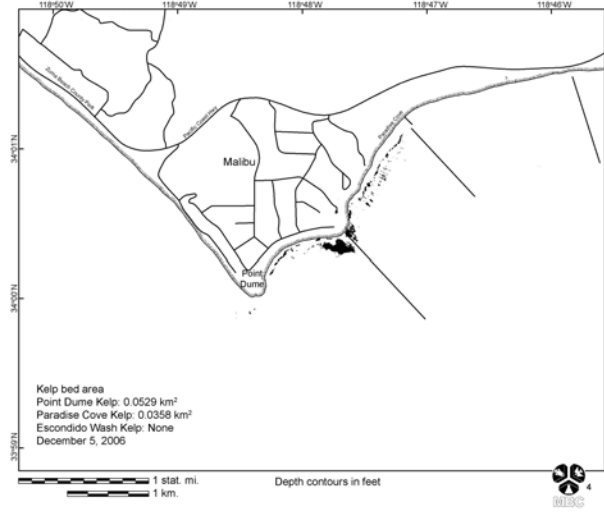 118°50'W 118°49'W 118°48'W 118°47'W 118°46'W
Zuma Beach County Park
Pacific Coast Hwy
Paradise Cove
34°01'N
Malibu
Point
Dume
34°00'N
Kelp bed area
Point Dume Kelp: 0.0529 km²
Paradise Cove Kelp: 0.0358 km²
Escondido Wash Kelp: None
December 5, 2006
33°59'N
1 stat. mi.
1 km.
Depth contours in feet
4
MBC